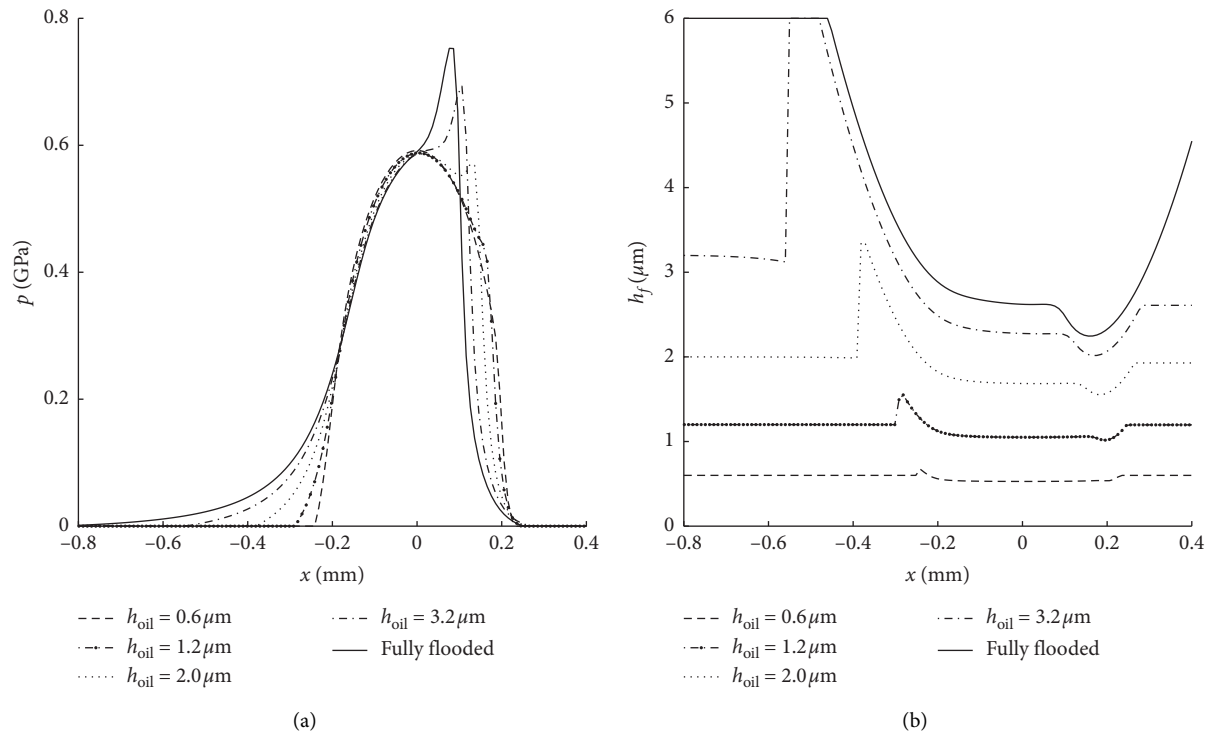 0.8
0.6
0.4
0.2
0
p (GPa)
−0.8
−0.6
−0.4
−0.2
0
0.2
0.4
x (mm)
h_oil = 0.6 μm
h_oil = 1.2 μm
h_oil = 2.0 μm
h_oil = 3.2 μm
Fully flooded
(a)
6
5
4
3
2
1
0
h_f (μm)
−0.8
−0.6
−0.4
−0.2
0
0.2
0.4
x (mm)
h_oil = 0.6 μm
h_oil = 1.2 μm
h_oil = 2.0 μm
h_oil = 3.2 μm
Fully flooded
(b)